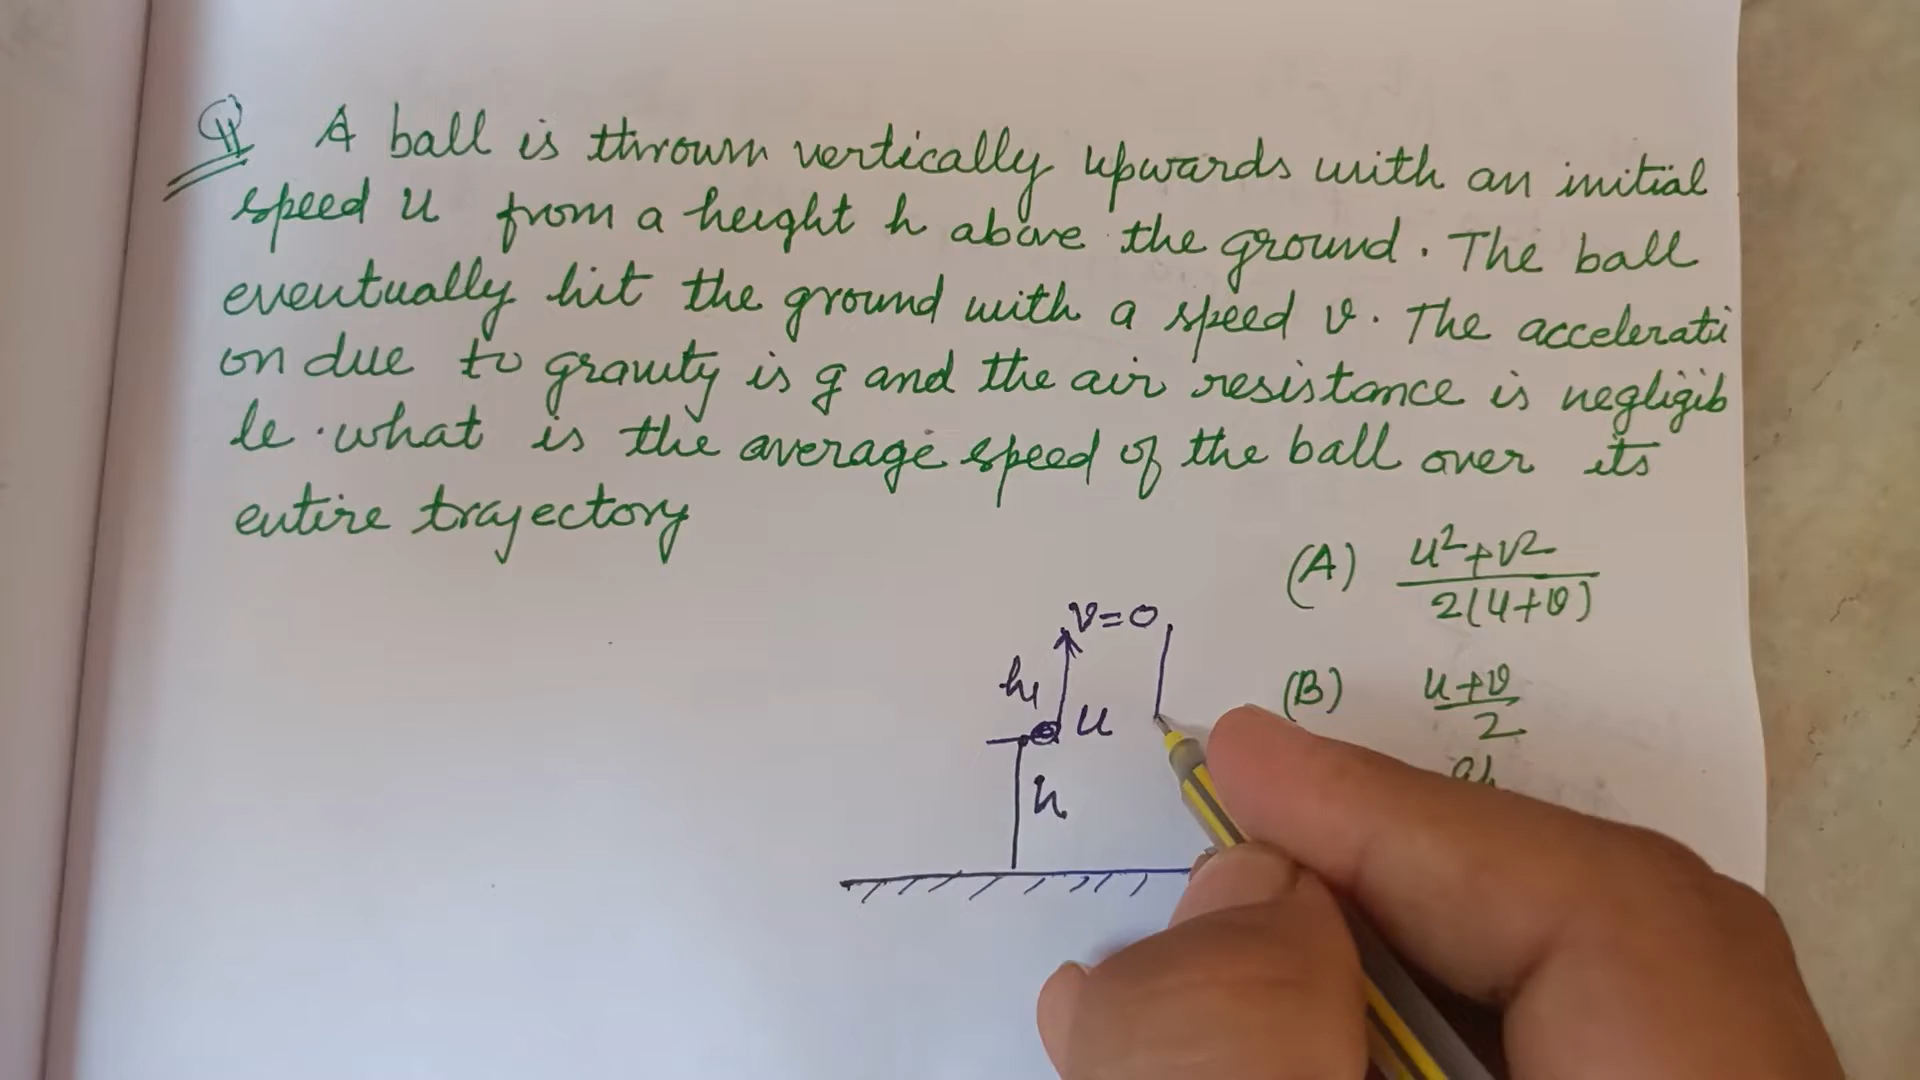 Q A ball is thrown vertically upwards with an initial
speed u from a height h above the ground. The ball
eventually hit the ground with a speed v. The accelerati
on due to gravity is g and the air resistance is negligib
le. what is the average speed of the ball over its
entire trajectory
(A) u²+v² / 2(u+v)
v=0
h₁
(B) u+v / 2
u
h